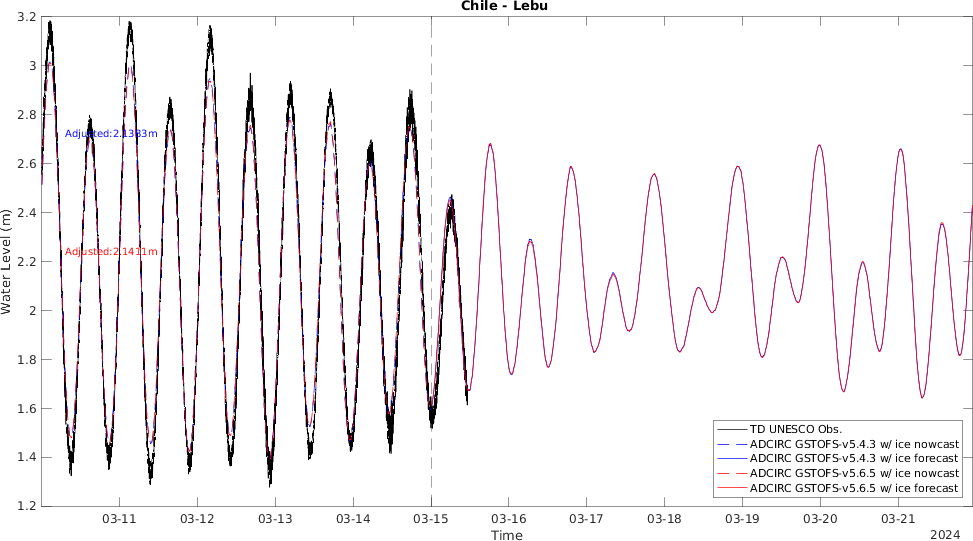 Chile - Lebu
3.2
3
2.8
2.6
2.4
2.2
2
1.8
1.6
1.4
1.2
Water Level (m)
Adjusted:2.1383m
Adjusted:2.1411m
TD UNESCO Obs.
ADCIRC GSTOFS-v5.4.3 w/ ice nowcast
ADCIRC GSTOFS-v5.4.3 w/ ice forecast
ADCIRC GSTOFS-v5.6.5 w/ ice nowcast
ADCIRC GSTOFS-v5.6.5 w/ ice forecast
03-11 03-12 03-13 03-14 03-15 03-16 03-17 03-18 03-19 03-20 03-21
Time
2024